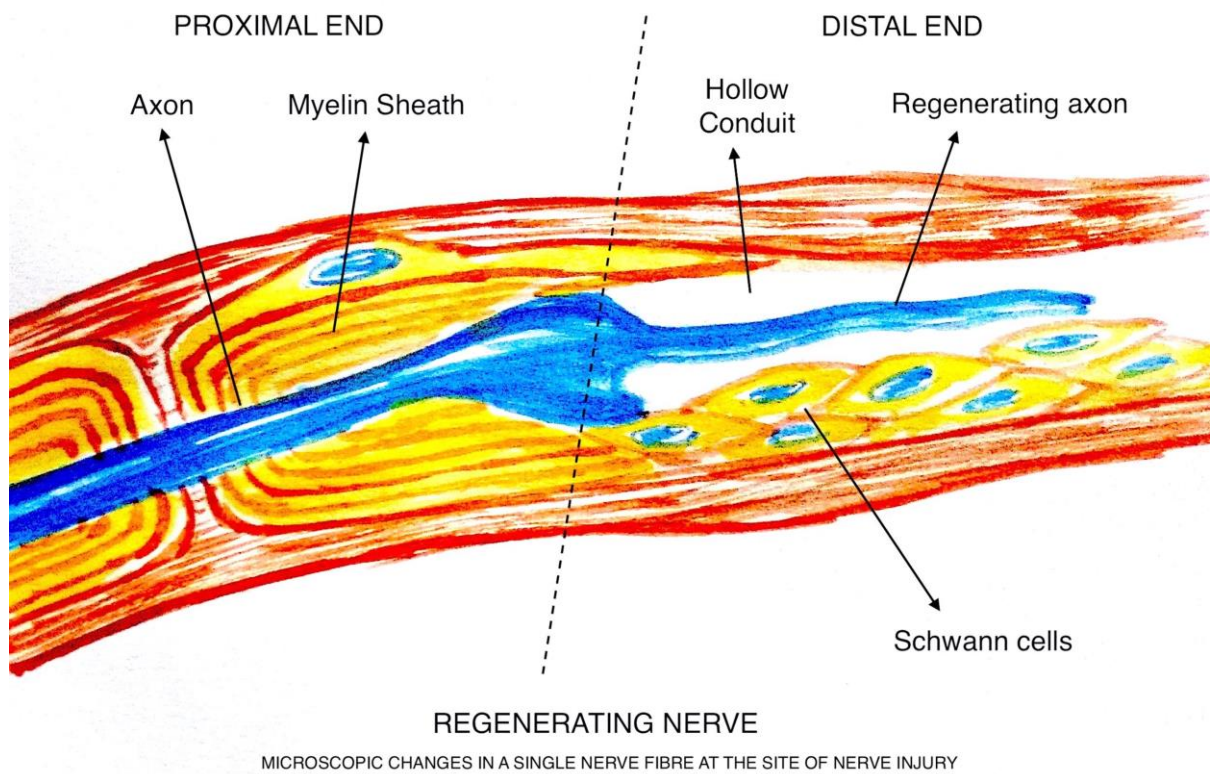 PROXIMAL END
DISTAL END
Axon
Myelin Sheath
Hollow
Conduit
Regenerating axon
Schwann cells
REGENERATING NERVE
MICROSCOPIC CHANGES IN A SINGLE NERVE FIBRE AT THE SITE OF NERVE INJURY